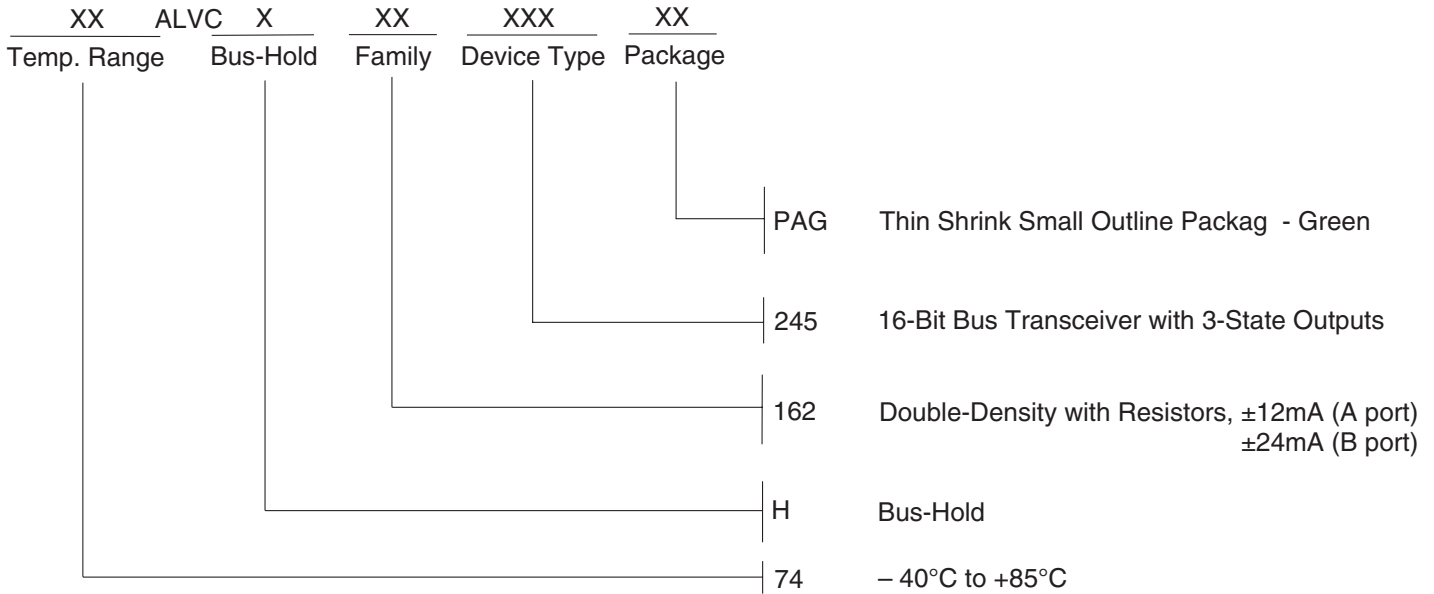 XX ALVC X XX XXX XX
Temp. Range Bus-Hold Family Device Type Package
PAG Thin Shrink Small Outline Packag - Green
245 16-Bit Bus Transceiver with 3-State Outputs
162 Double-Density with Resistors, ±12mA (A port)
±24mA (B port)
H Bus-Hold
74 – 40°C to +85°C